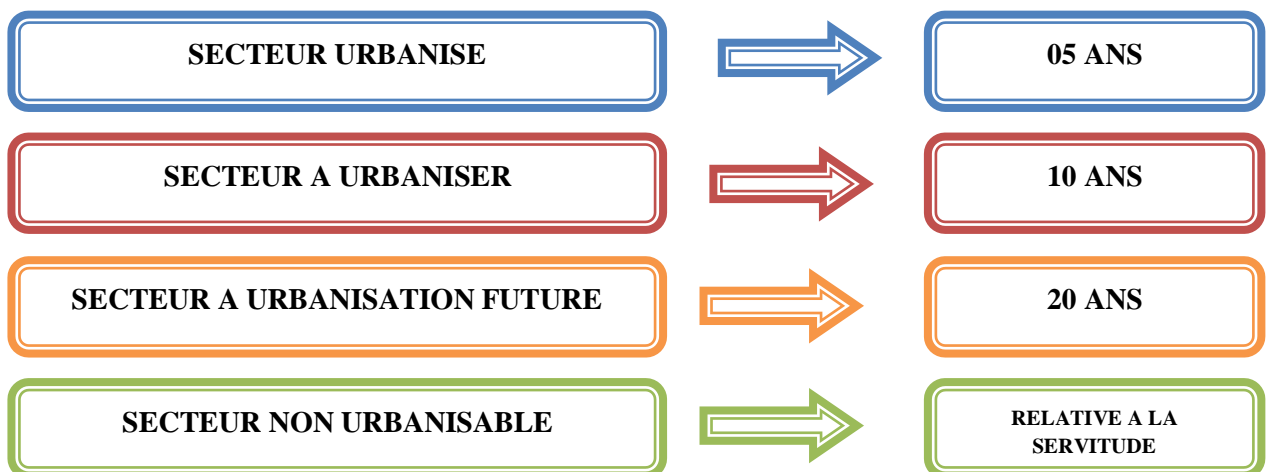 SECTEUR URBANISE
05 ANS
SECTEUR A URBANISER
10 ANS
SECTEUR A URBANISATION FUTURE
20 ANS
SECTEUR NON URBANISABLE
RELATIVE A LA
SERVITUDE